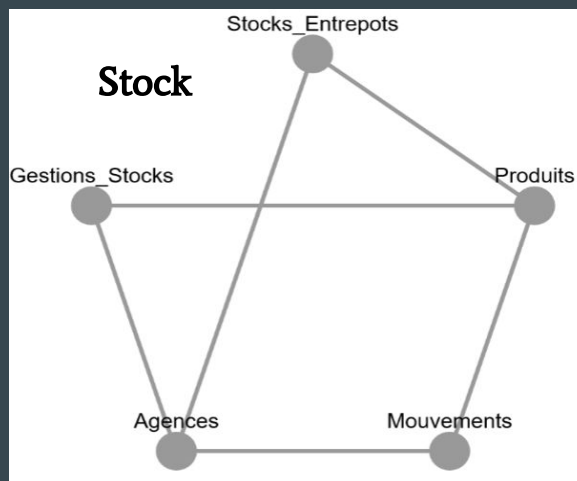 Stocks_Entrepots
Stock
Gestions_Stocks
Produits
Agences
Mouvements